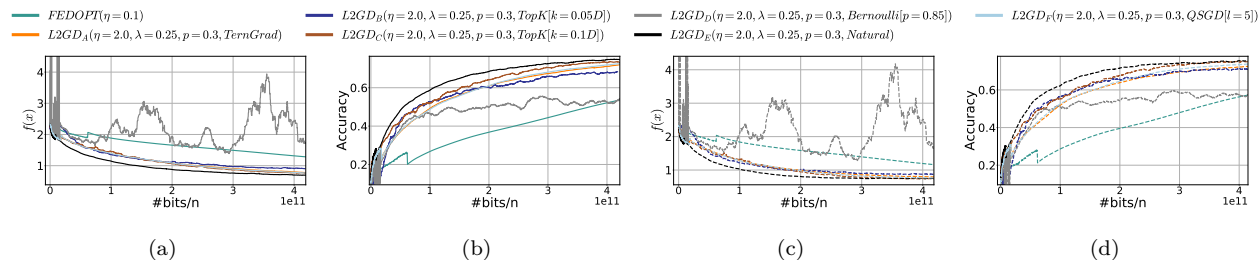 FEDOPT(η = 0.1)
L2GD_A(η = 2.0, λ = 0.25, p = 0.3, TernGrad)
L2GD_B(η = 2.0, λ = 0.25, p = 0.3, TopK[k = 0.05D])
L2GD_C(η = 2.0, λ = 0.25, p = 0.3, TopK[k = 0.1D])
L2GD_D(η = 2.0, λ = 0.25, p = 0.3, Bernoulli[p = 0.85])
L2GD_E(η = 2.0, λ = 0.25, p = 0.3, Natural)
L2GD_F(η = 2.0, λ = 0.25, p = 0.3, QSGD[l = 5])
f(x)
4
3
2
1
0 1 2 3 4
#bits/n 1e11
(a)
Accuracy
0.6
0.4
0.2
0 1 2 3 4
#bits/n 1e11
(b)
f(x)
4
3
2
1
0 1 2 3 4
#bits/n 1e11
(c)
Accuracy
0.6
0.4
0.2
0 1 2 3 4
#bits/n 1e11
(d)